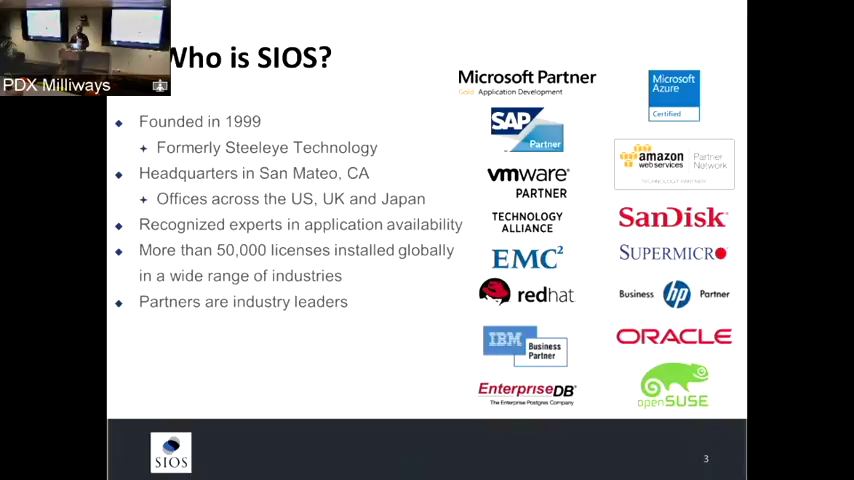 PDX Milliways
Who is SIOS?
Founded in 1999
Formerly Steeleye Technology
Headquarters in San Mateo, CA
Offices across the US, UK and Japan
Recognized experts in application availability
More than 50,000 licenses installed globally
in a wide range of industries
Partners are industry leaders
Microsoft Partner
Gold Application Development
SAP
Partner
vmware
PARTNER
TECHNOLOGY
ALLIANCE
EMC²
redhat
IBM
Business
Partner
EnterpriseDB
The Enterprise Postgres Company
Microsoft
Azure
Certified
amazon
web services
Partner
Network
TECHNOLOGY PARTNER
SanDisk
SUPERMICRO
Business hp Partner
ORACLE
openSUSE
SIOS
3